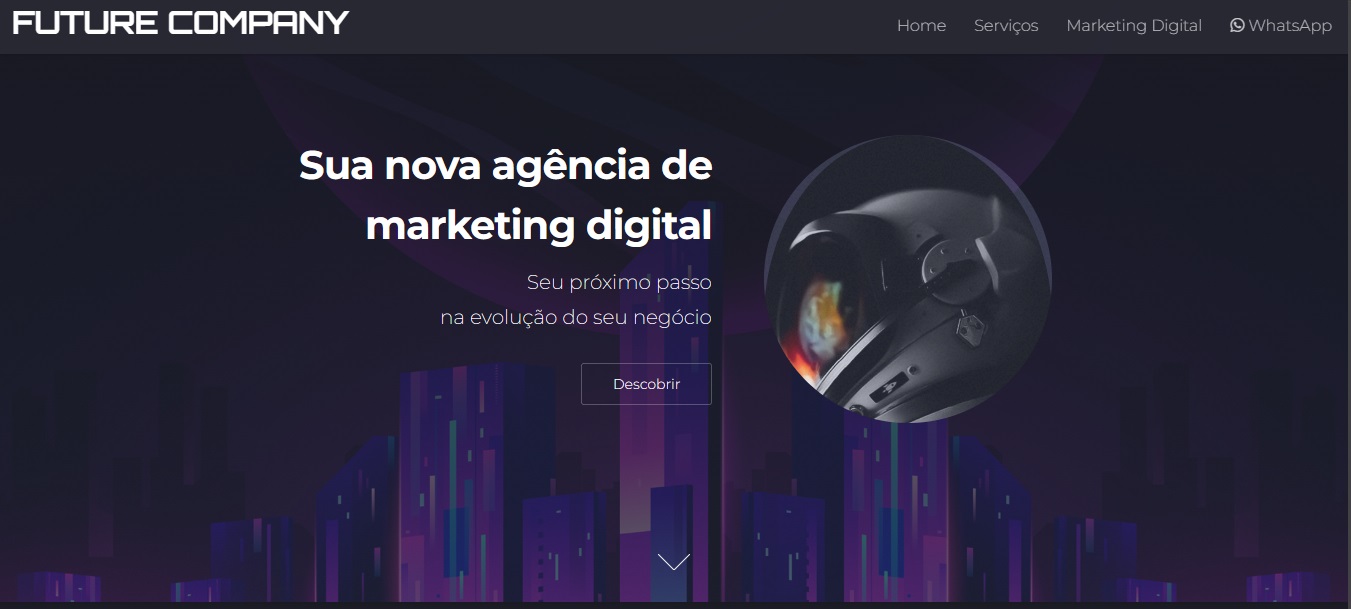 FUTURE COMPANY
Home Serviços Marketing Digital WhatsApp
Sua nova agência de
marketing digital
Seu próximo passo
na evolução do seu negócio
Descobrir